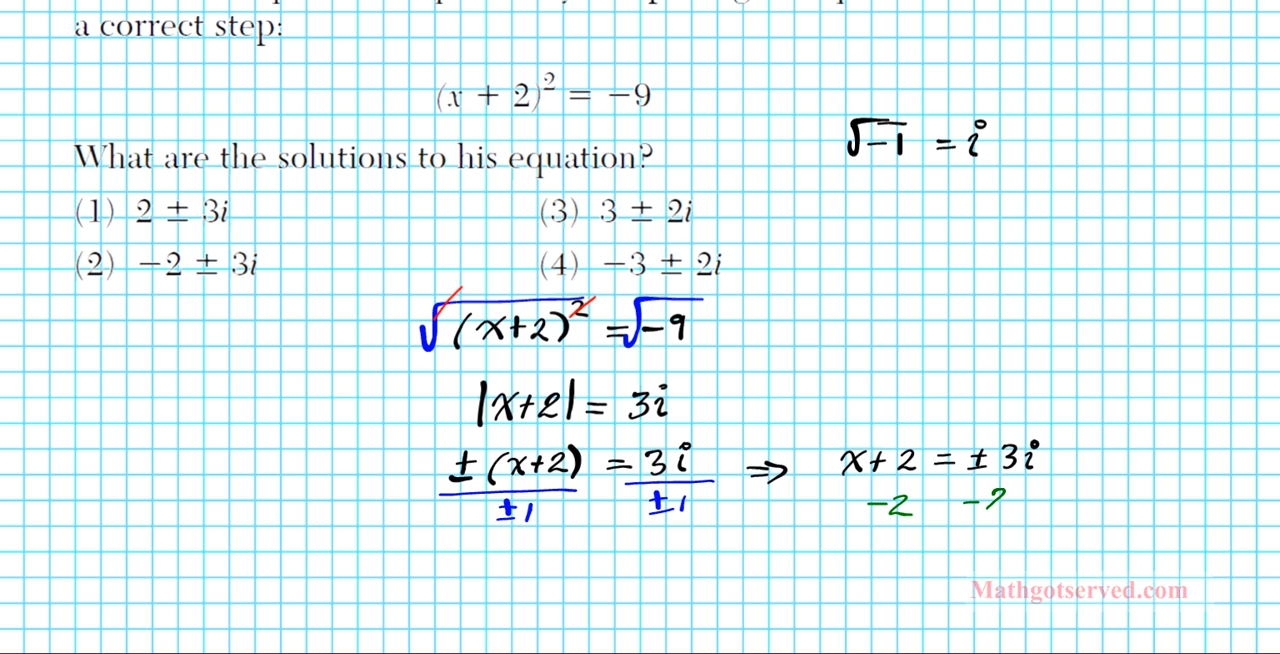 a correct step:
(x + 2)² = −9
√−1 = i
What are the solutions to his equation?
(1) 2 ± 3i
(3) 3 ± 2i
(2) −2 ± 3i
(4) −3 ± 2i
√(x+2)² = √−9
|x+2| = 3i
± (x+2) = 3i ⇒ x+2 = ± 3i
±1 ±1 −2 −2
Mathgotserved.com